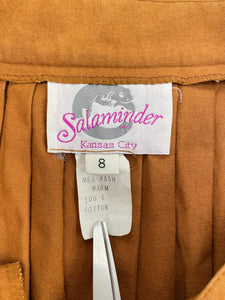 Salaminder
Kansas City
8
MED WASH
WARM
100 %
COTTON